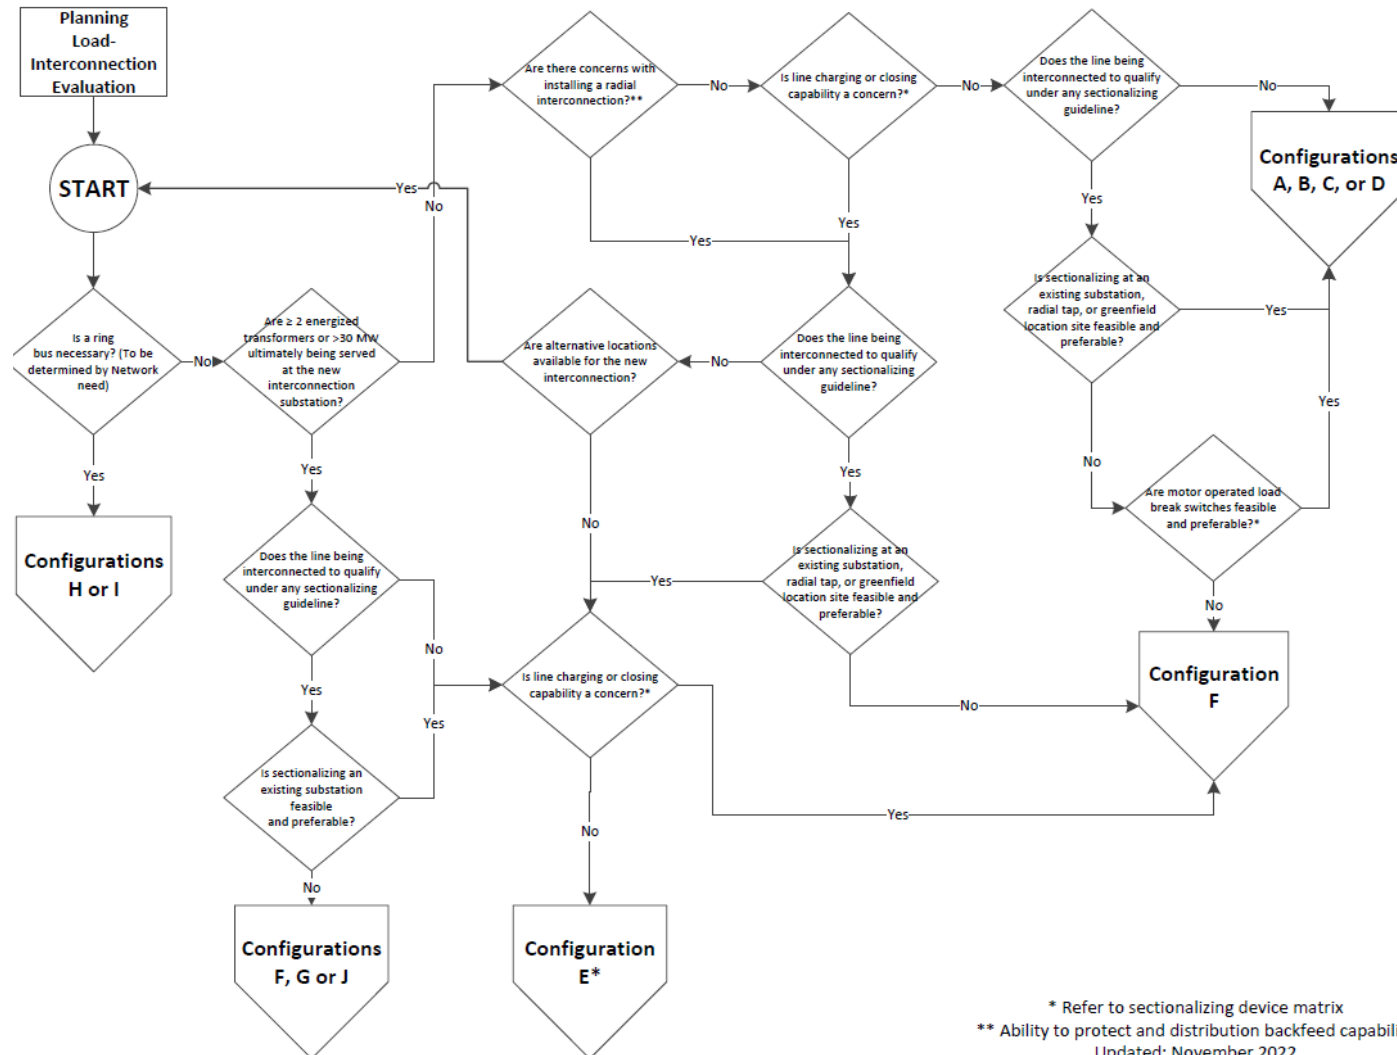 Planning
Load-
Interconnection
Evaluation
START
Is a ring
bus necessary? (To be
determined by Network
need)
No
Yes
Configurations
H or I
Are ≥ 2 energized
transformers or >30 MW
ultimately being served
at the new
interconnection
substation?
No
Yes
Does the line being
interconnected to qualify
under any sectionalizing
guideline?
No
Yes
Is sectionalizing an
existing substation
feasible
and preferable?
Yes
No
Configurations
F, G or J
Are there concerns with
installing a radial
interconnection?**
No
Yes
Is line charging or closing
capability a concern?*
No
Yes
Does the line being
interconnected to qualify
under any sectionalizing
guideline?
No
Yes
Configurations
A, B, C, or D
Is sectionalizing at an
existing substation,
radial tap, or greenfield
location site feasible and
preferable?
Yes
No
Are motor operated load
break switches feasible
and preferable?*
Yes
No
Configuration
F
Does the line being
interconnected to qualify
under any sectionalizing
guideline?
No
Yes
Are alternative locations
available for the new
interconnection?
Yes
No
Is sectionalizing at an
existing substation,
radial tap, or greenfield
location site feasible and
preferable?
Yes
No
Is line charging or closing
capability a concern?*
Yes
No
Configuration
E*
* Refer to sectionalizing device matrix
** Ability to protect and distribution backfeed capabili
Updated: November 2022